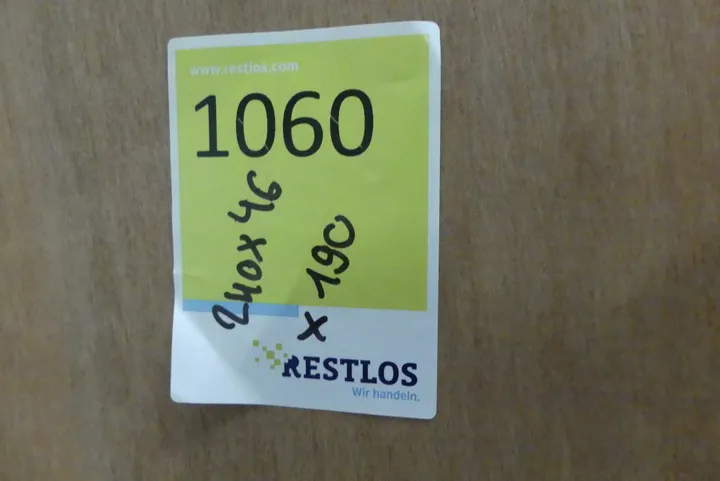 www.restlos.com
1060
240x46
x 190
RESTLOS
Wir handeln.